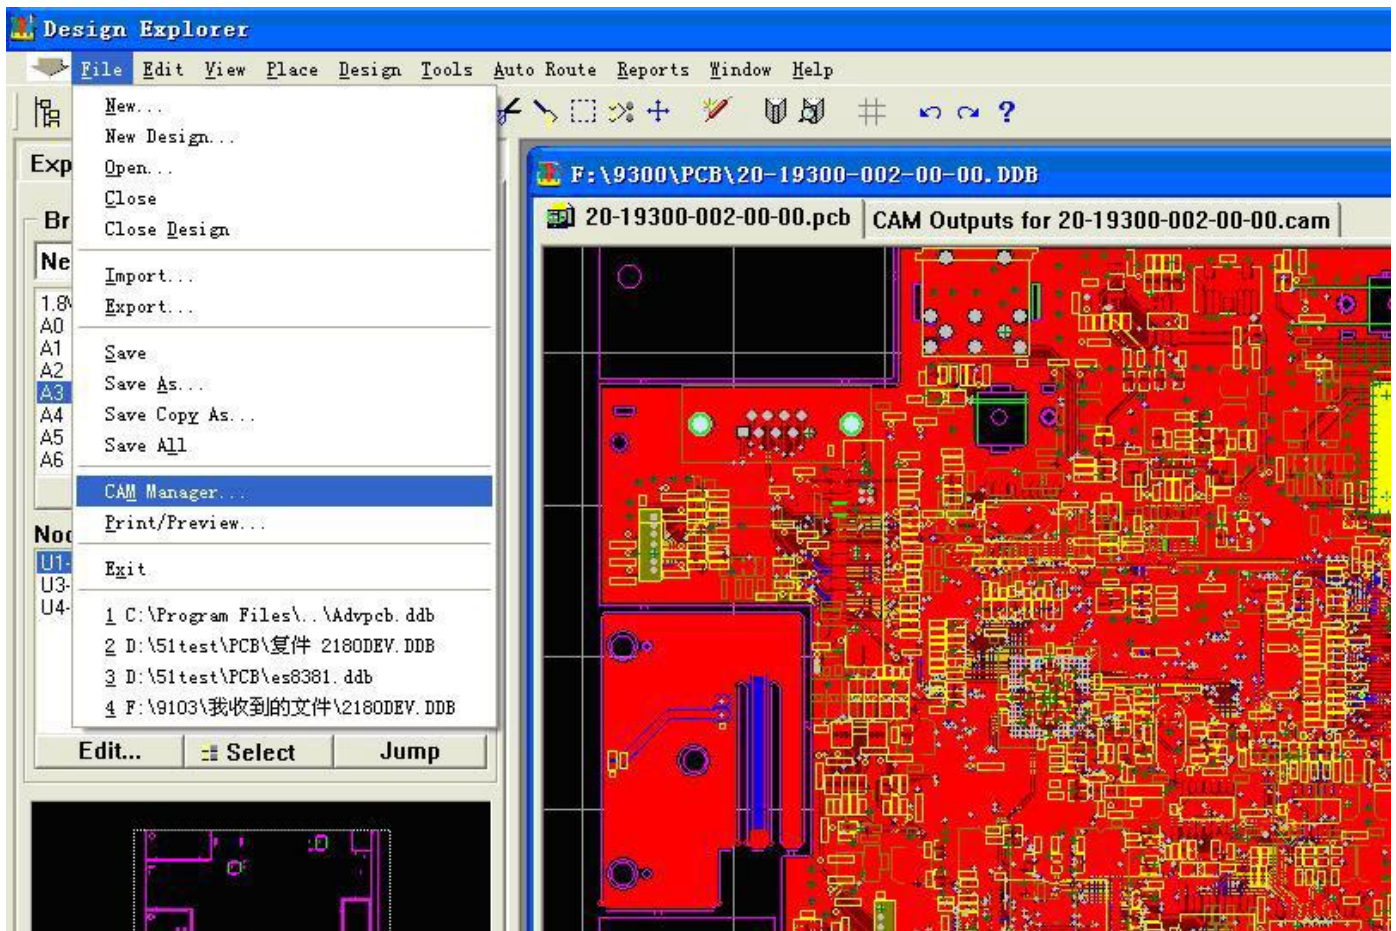 Design Explorer
File Edit View Place Design Tools Auto Route Reports Window Help
New...
New Design...
Open...
Close
Close Design
Import...
Export...
Save
Save As...
Save Copy As...
Save All
CAM Manager...
Print/Preview...
Exit
1 C:\Program Files\..\Advpcb.ddb
2 D:\51test\PCB\复件 2180DEV.DDB
3 D:\51test\PCB\es8381.ddb
4 F:\9103\我收到的文件\2180DEV.DDB
Exp
Br
Ne
1.8V
A0
A1
A2
A3
A4
A5
A6
Noc
U1-
U3-
U4-
Edit... Select Jump
F:\9300\PCB\20-19300-002-00-00.DDB
20-19300-002-00-00.pcb CAM Outputs for 20-19300-002-00-00.cam